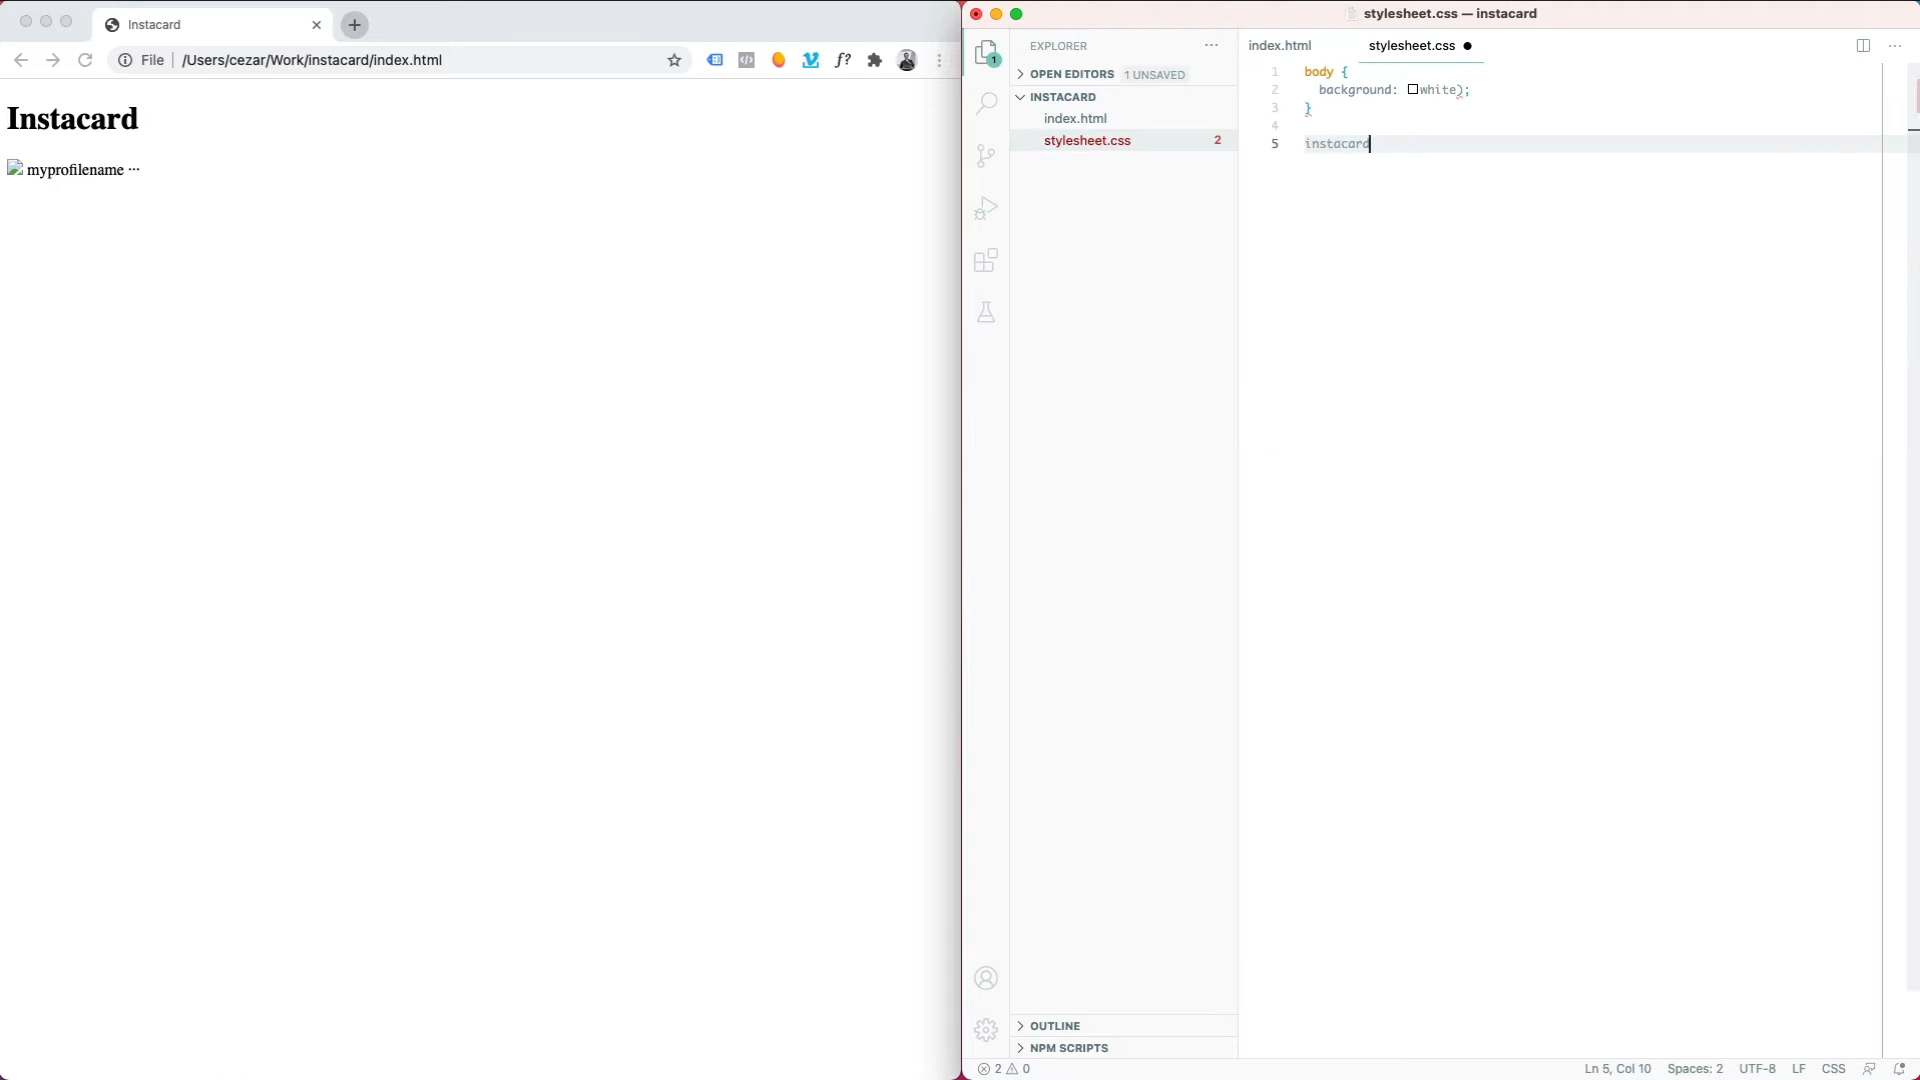 Instacard
File
/Users/cezar/Work/instacard/index.html
f?
Instacard
myprofilename ···
stylesheet.css — instacard
1
EXPLORER
OPEN EDITORS 1 UNSAVED
INSTACARD
index.html
stylesheet.css 2
OUTLINE
NPM SCRIPTS
index.html
stylesheet.css
1 body {
2 background: white);
3 }
4
5 instacard
2 0
Ln 5, Col 10
Spaces: 2
UTF-8
LF
CSS